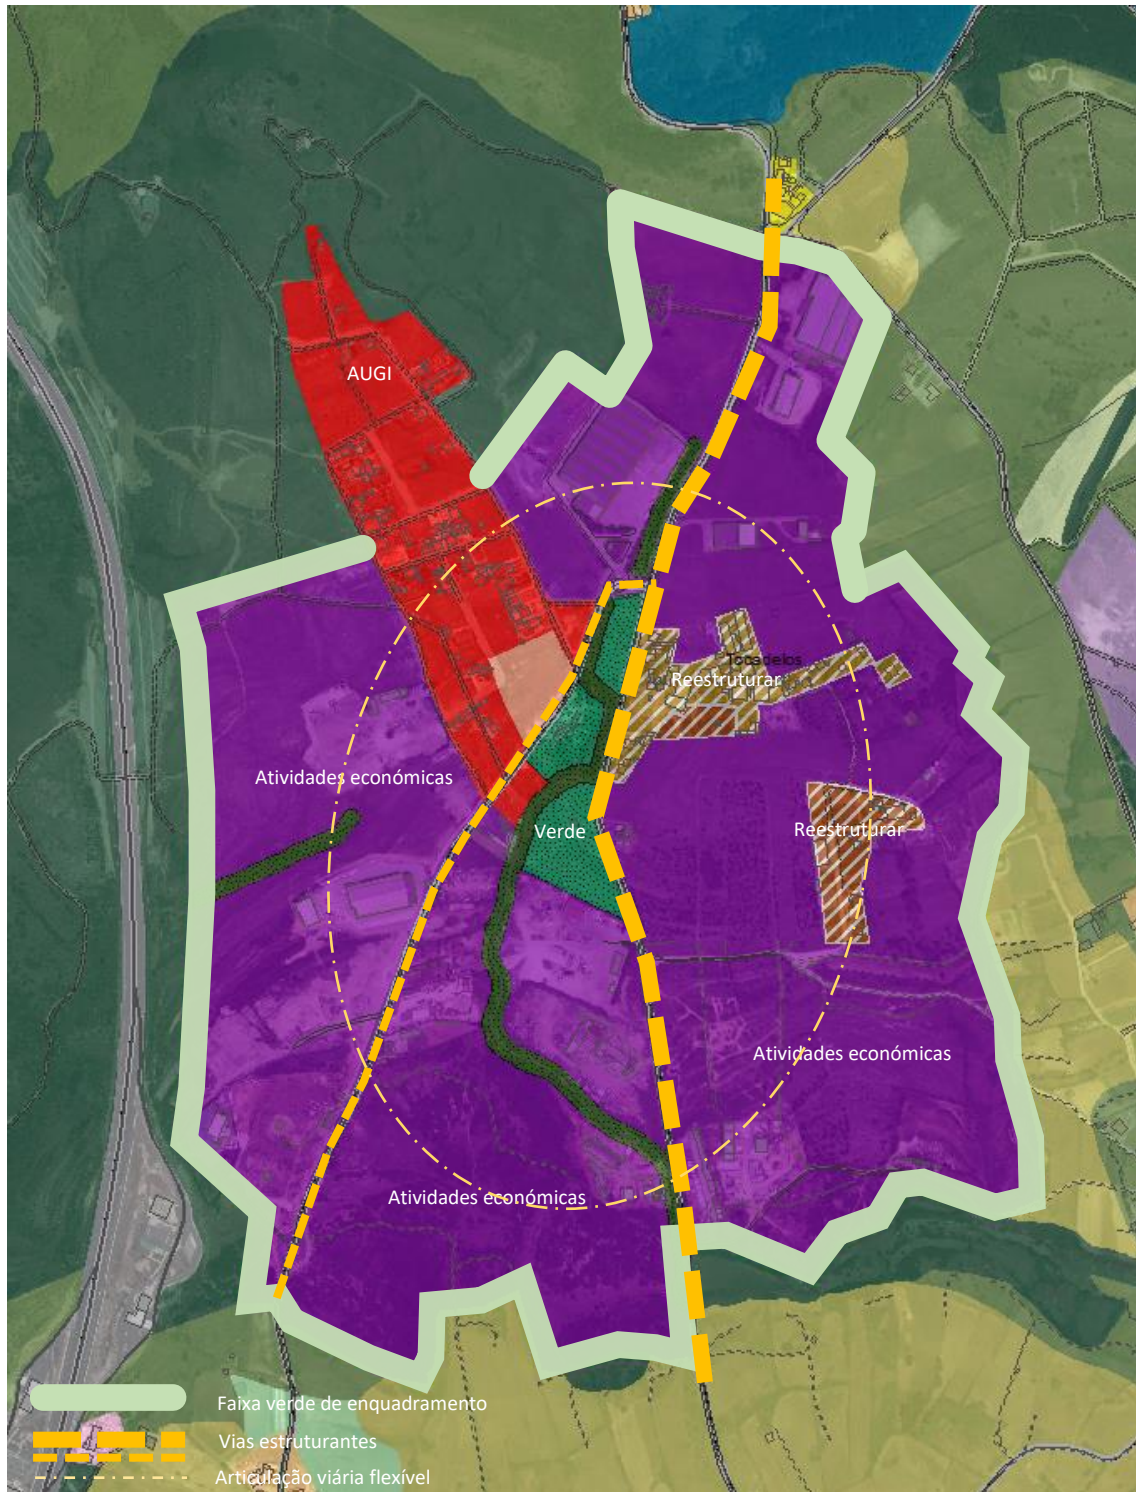 AUGI
Tocadelos
Reestruturar
Atividades económicas
Verde
Reestruturar
Atividades económicas
Atividades económicas
Faixa verde de enquadramento
Vias estruturantes
Articulação viária flexível